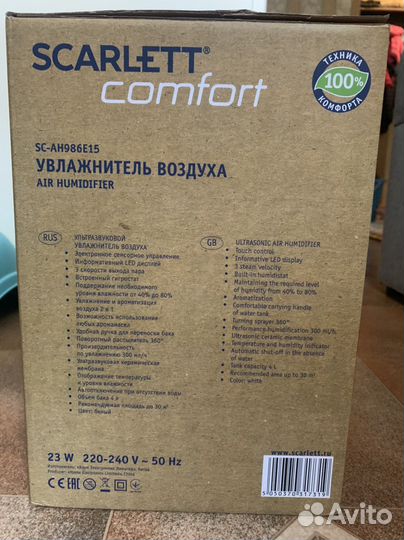 SCARLETT®
comfort
ТЕХНИКА
100%
КОМФОРТА
SC-AH986E15
УВЛАЖНИТЕЛЬ ВОЗДУХА
AIR HUMIDIFIER
RUS
УЛЬТРАЗВУКОВОЙ
УВЛАЖНИТЕЛЬ ВОЗДУХА
• Электронное сенсорное управление
• Информативный LED дисплей
• 3 скорости выхода пара
• Встроенный гигростат
• Поддержание необходимого
уровня влажности от 40% до 80%
• Увлажнение и ароматизация
воздуха 2 в 1
• Возможность использования
любых аромамасел
• Удобная ручка для переноски бака
• Поворотный распылитель 360°
• Производительность
по увлажнению 300 мл/ч
• Ультразвуковая керамическая
мембрана
• Отображение температуры
и уровня влажности
• Автоотключение при отсутствии воды
• Объем бака 4 л
• Рекомендуемая площадь до 30 м²
• Цвет: белый
GB
ULTRASONIC AIR HUMIDIFIER
• Touch control
• Informative LED display
• 3 steam velocity
• Built-in humidistat
• Maintaining the required level
of humidity from 40% to 80%
• Aromatization
• Comfortable carrying handle
of water tank
• Turning sprayer 360°
• Performance humidification 300 ml/h
• Ultrasonic ceramic membrane
• Temperature and humidity indicator
• Automatic shut-off in the absence
of water
• Tank capacity 4 L
• Recommended area up to 30 m²
• Color: white
23 W 220-240 V ~ 50 Hz
www.scarlett.ru
CE EAC
5 050370 317319
Avito